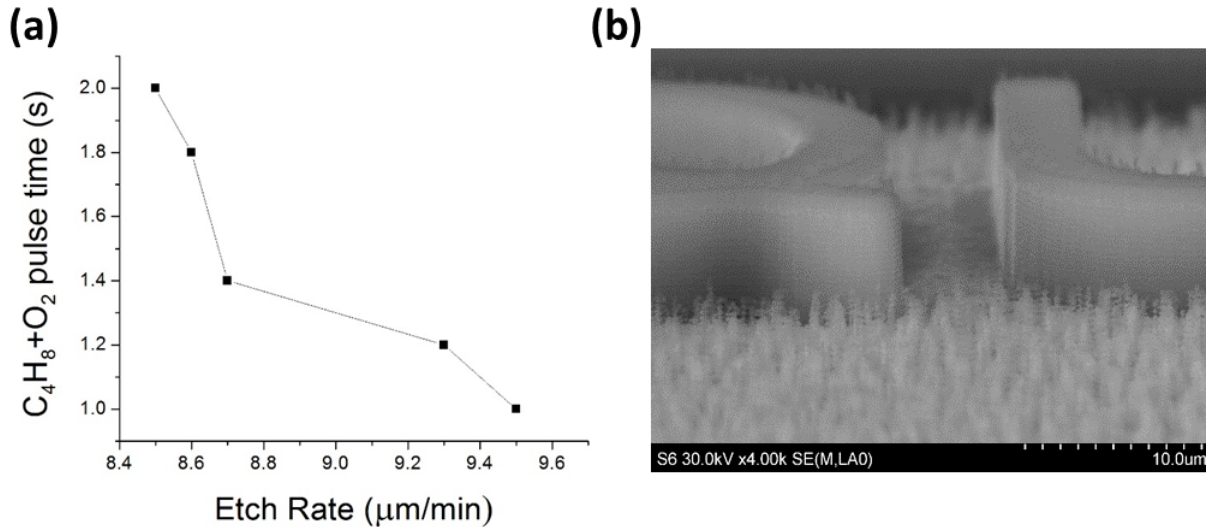 (a)
(b)
C₄H₈+O₂ pulse time (s)
2.0
1.8
1.6
1.4
1.2
1.0
8.4 8.6 8.8 9.0 9.2 9.4 9.6
Etch Rate (μm/min)
S6 30.0kV x4.00k SE(M,LA0) 10.0um